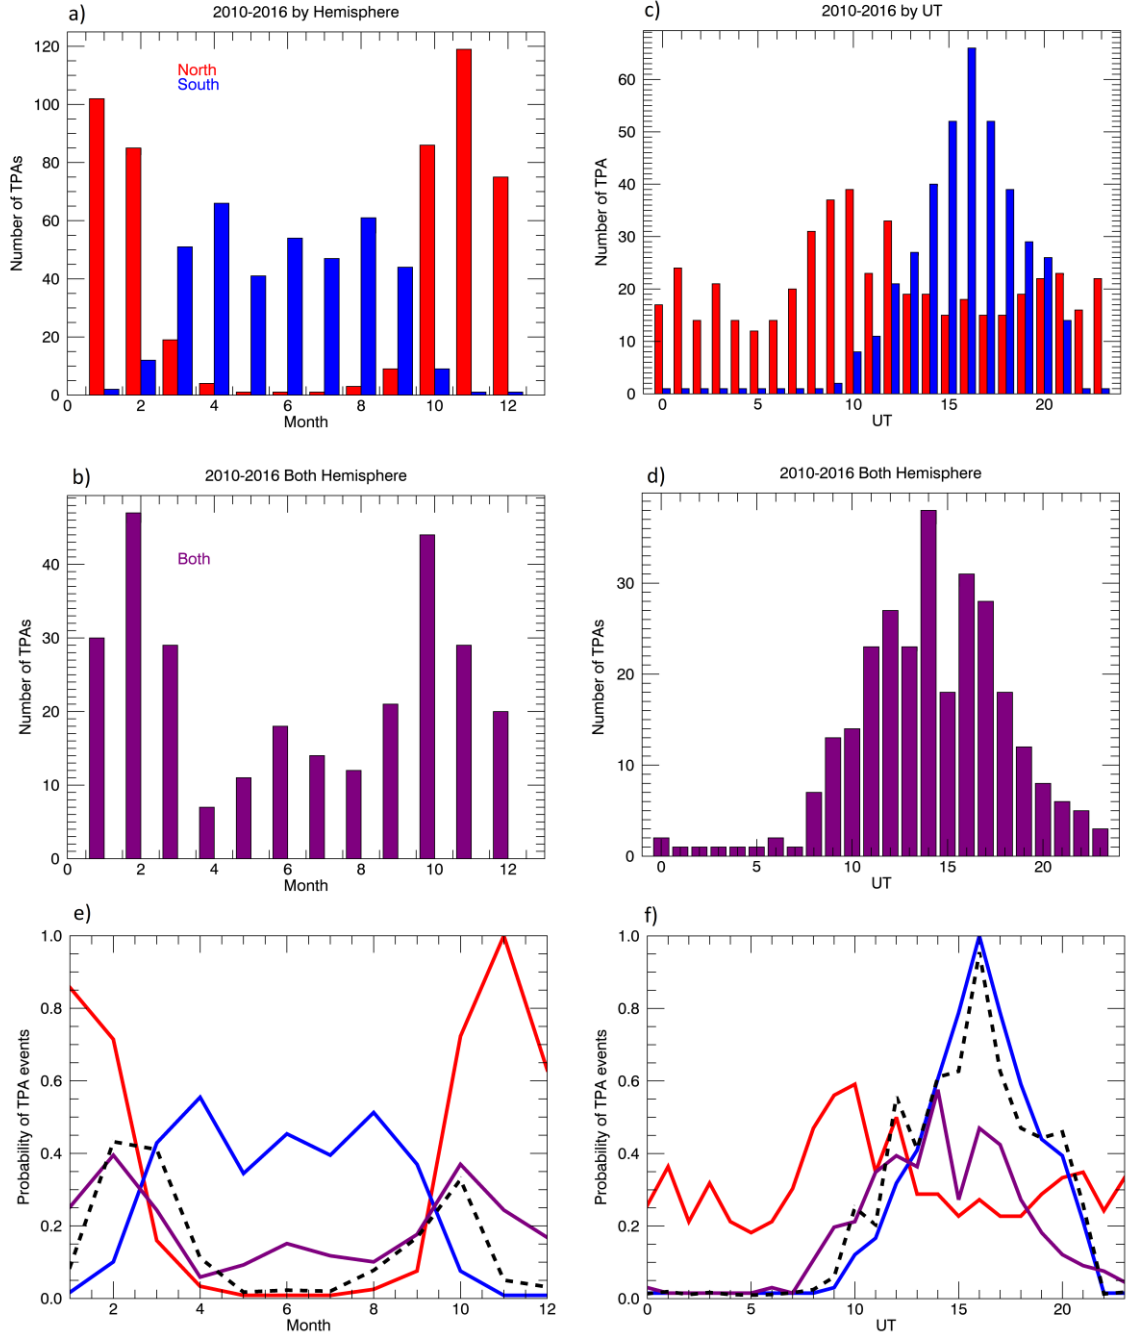 a)
2010-2016 by Hemisphere
North
South
120
100
80
60
40
20
0
Number of TPAs
0 2 4 6 8 10 12
Month
c)
2010-2016 by UT
60
50
40
30
20
10
0
Number of TPA
0 5 10 15 20
UT
b)
2010-2016 Both Hemisphere
Both
40
30
20
10
0
Number of TPAs
0 2 4 6 8 10 12
Month
d)
2010-2016 Both Hemisphere
30
20
10
0
Number of TPAs
0 5 10 15 20
UT
e)
1.0
0.8
0.6
0.4
0.2
0.0
Probability of TPA events
2 4 6 8 10 12
Month
f)
1.0
0.8
0.6
0.4
0.2
0.0
Probability of TPA events
0 5 10 15 20
UT